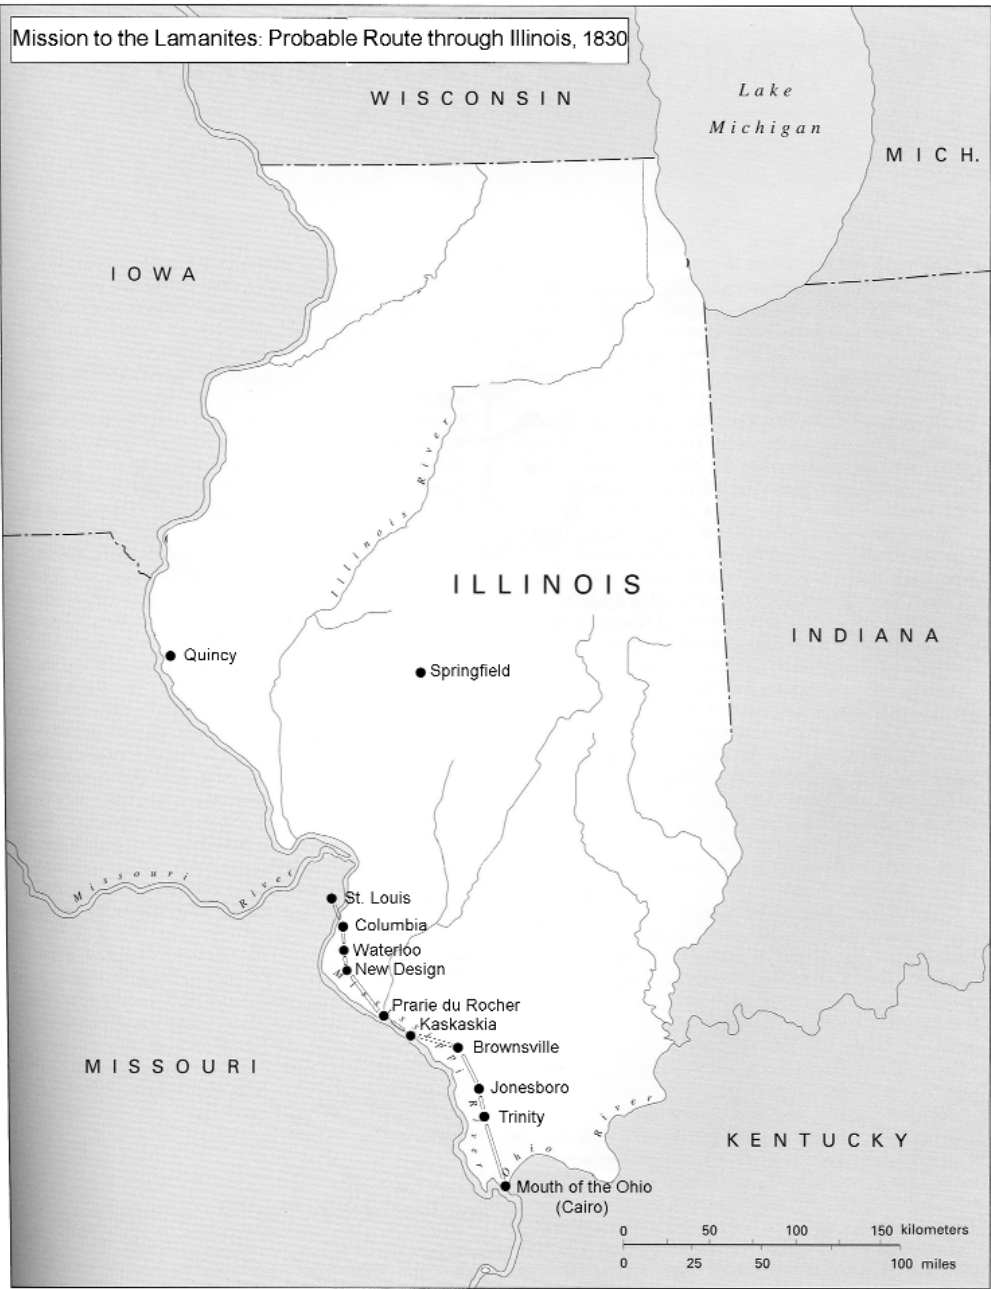 Mission to the Lamanites: Probable Route through Illinois, 1830
WISCONSIN
Lake
Michigan
MICH.
IOWA
Illinois River
ILLINOIS
INDIANA
Quincy
Springfield
Missouri River
St. Louis
Columbia
Waterloo
New Design
Mississippi River
Prarie du Rocher
Kaskaskia
Brownsville
MISSOURI
Jonesboro
Trinity
Ohio River
KENTUCKY
Mouth of the Ohio
(Cairo)
0 50 100 150 kilometers
0 25 50 100 miles